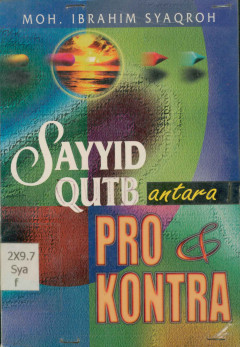 MOH. IBRAHIM SYAQROH
SAYYID
QUTB antara
PRO &
KONTRA
2X9.7
Sya
f